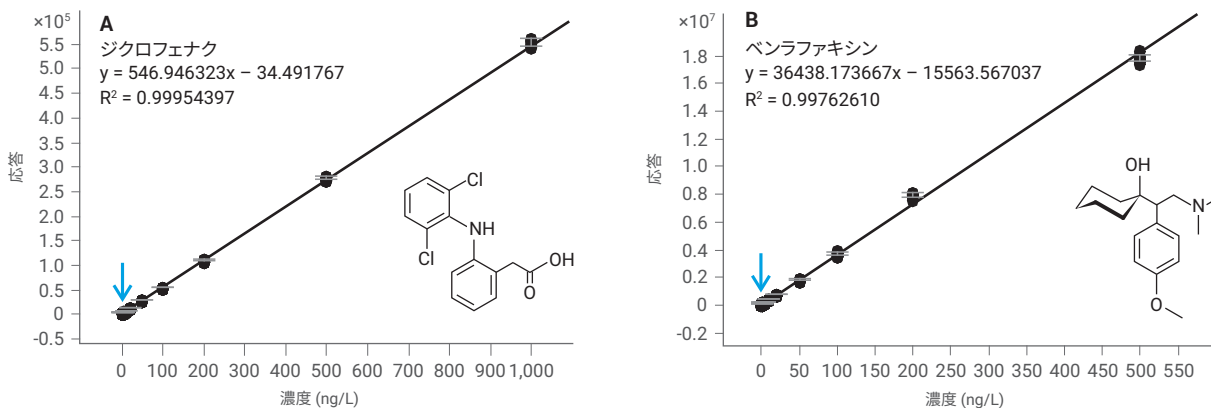 A
ジクロフェナク
y = 546.946323x − 34.491767
R² = 0.99954397
×10⁵
5.5
5.0
4.5
4.0
3.5
3.0
2.5
2.0
1.5
1.0
0.5
0
-0.5
応答
0 100 200 300 400 500 600 700 800 900 1,000
濃度 (ng/L)
Cl
NH
Cl
OH
O
B
ベンラファキシン
y = 36438.173667x − 15563.567037
R² = 0.99762610
×10⁷
1.8
1.6
1.4
1.2
1.0
0.8
0.6
0.4
0.2
0
-0.2
応答
0 50 100 150 200 250 300 350 400 450 500 550
濃度 (ng/L)
OH
N
O